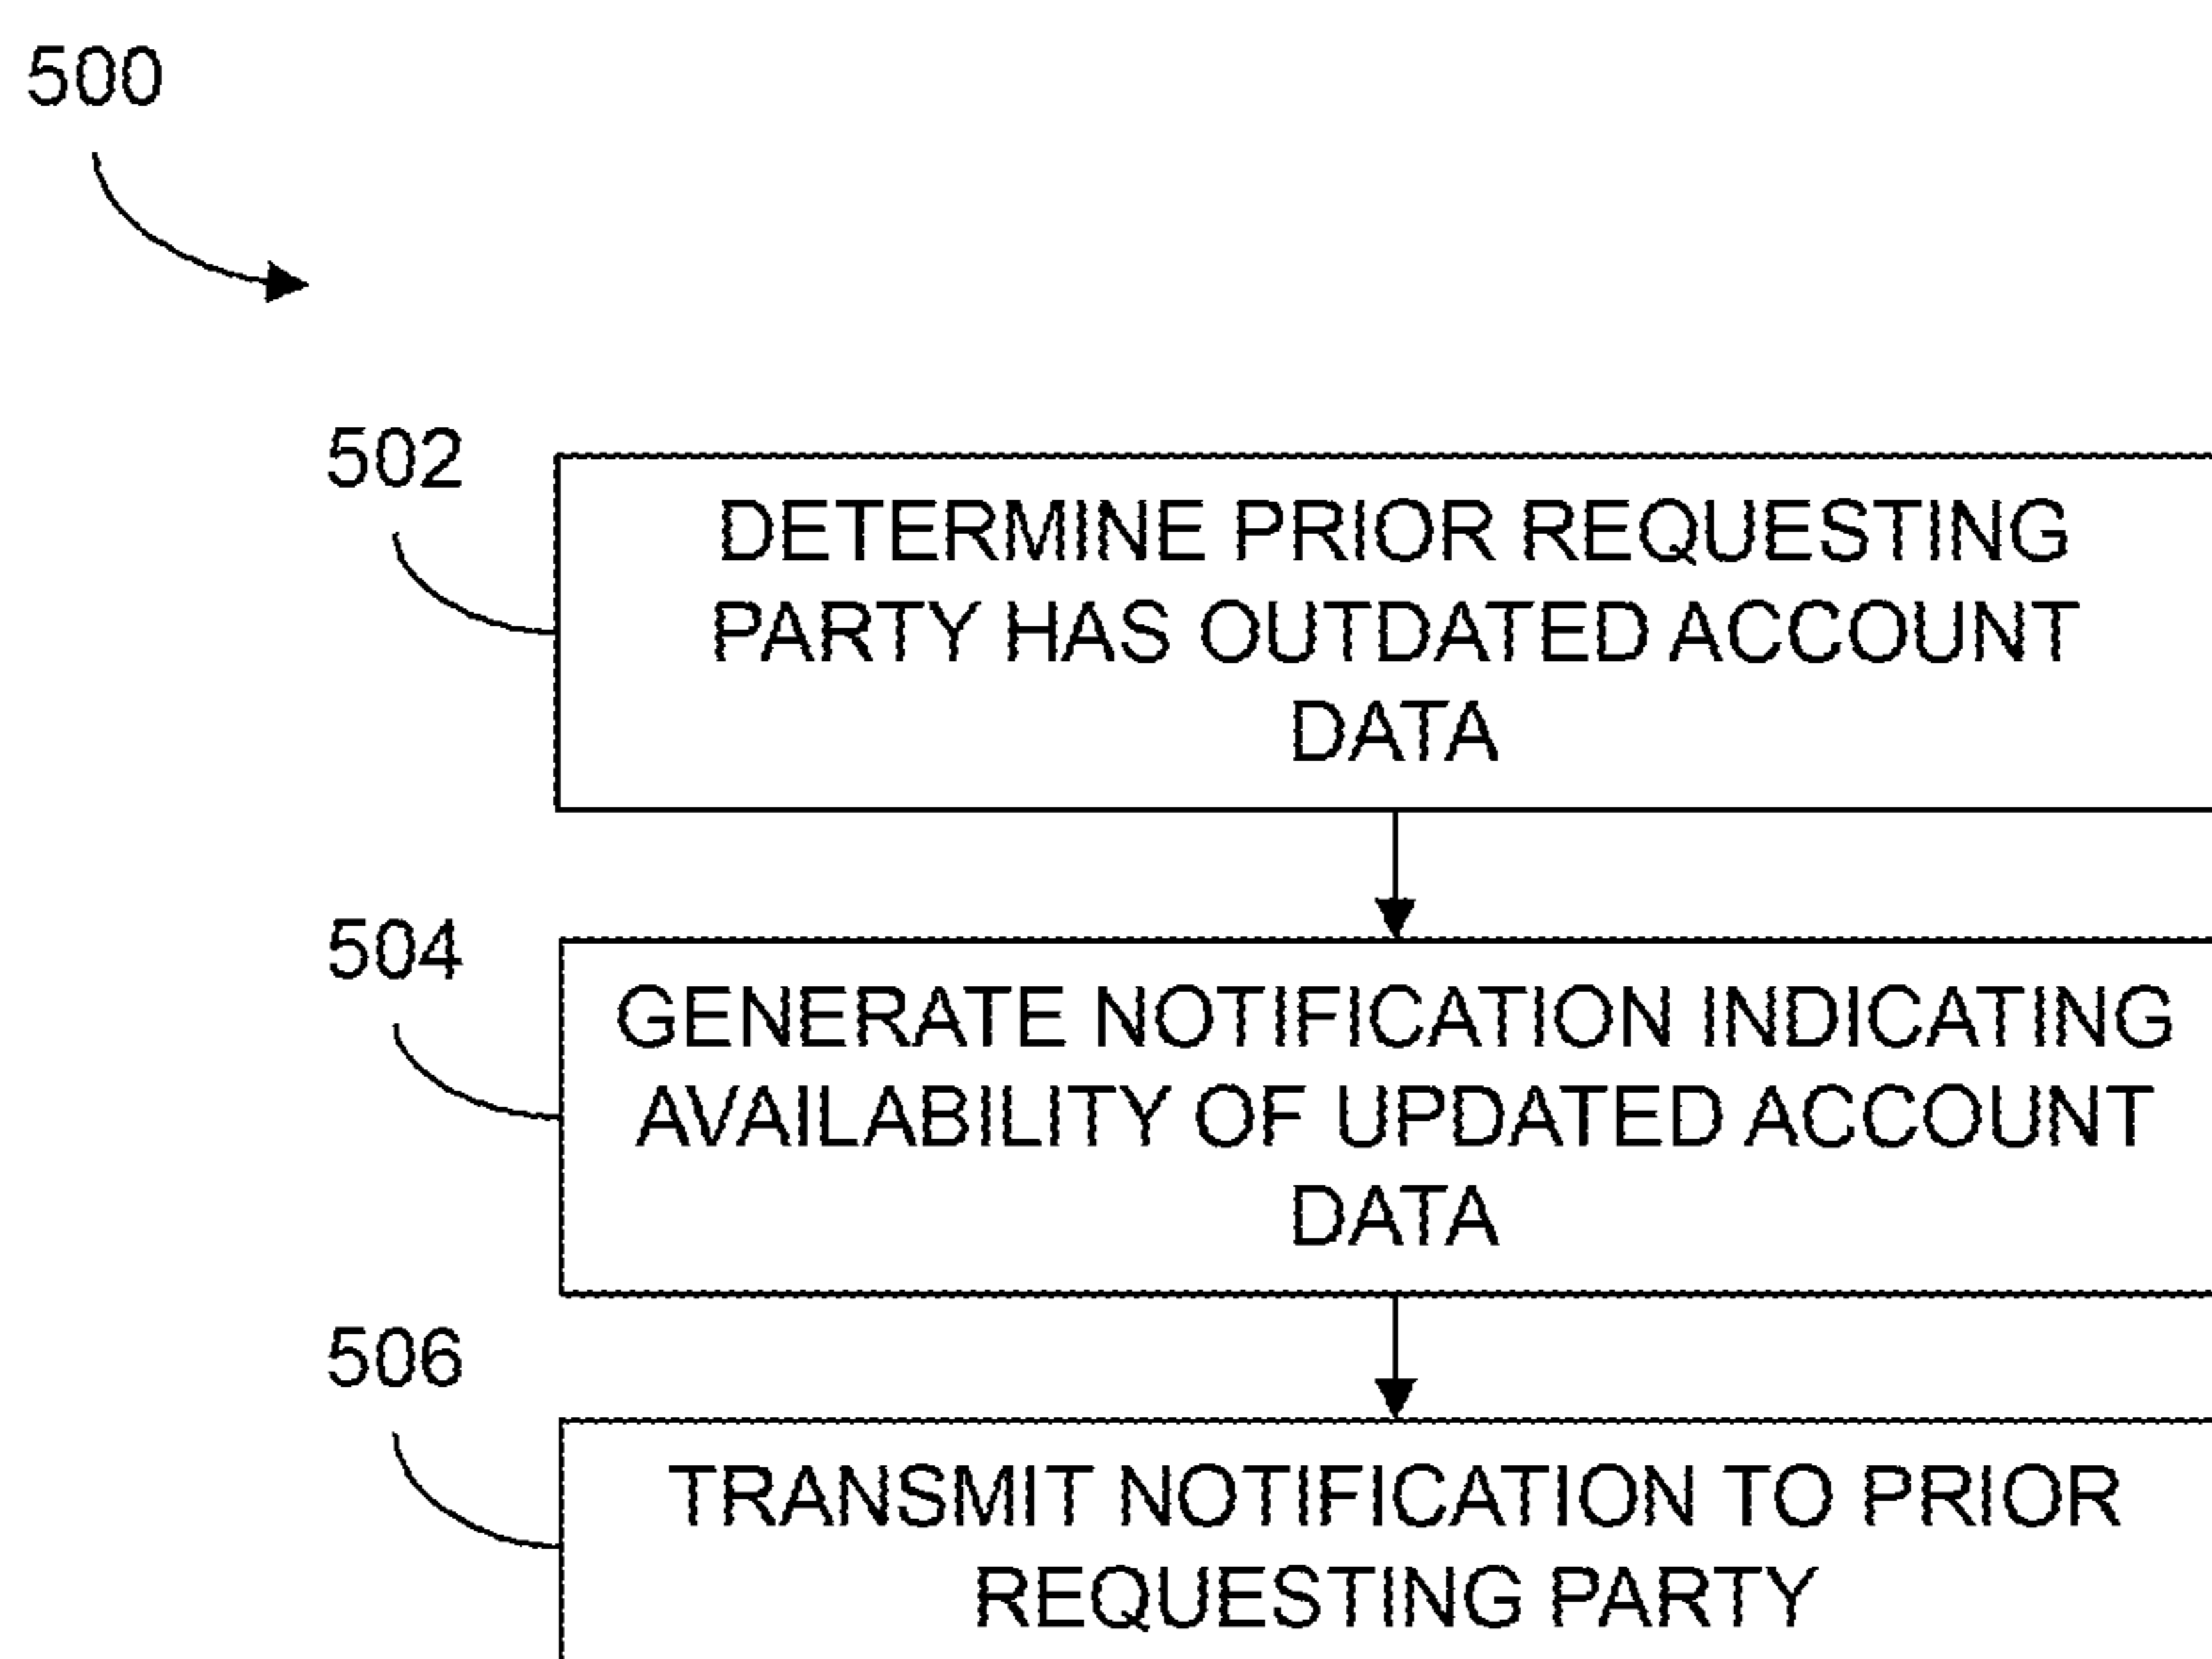 500
502
DETERMINE PRIOR REQUESTING
PARTY HAS OUTDATED ACCOUNT
DATA
504
GENERATE NOTIFICATION INDICATING
AVAILABILITY OF UPDATED ACCOUNT
DATA
506
TRANSMIT NOTIFICATION TO PRIOR
REQUESTING PARTY